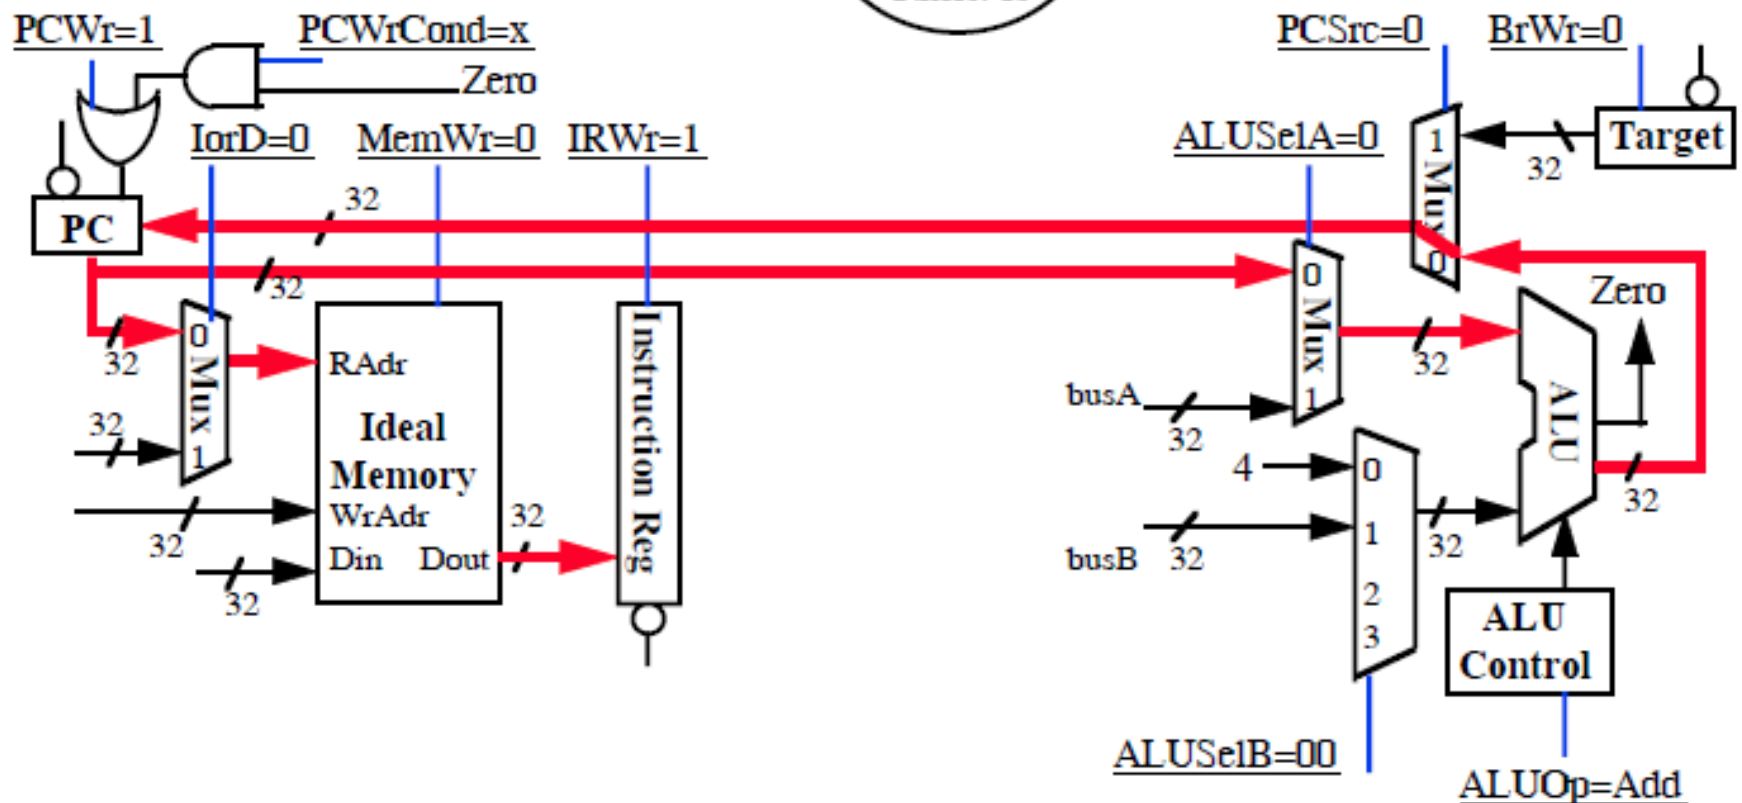 PCWr=1 PCWrCond=x PCSrc=0 BrWr=0
Zero
IorD=0 MemWr=0 IRWr=1 ALUSelA=0
1 Mux 0
32
Target
32
PC
32
0 Mux 1
32
32
0 Mux 1
32
RAdr
Ideal
Memory
WrAdr
Din Dout
32
32
32
Instruction Reg
busA
32
4
busB
32
0
1
2
3
32
32
ALU
Zero
32
ALU
Control
ALUSelB=00
ALUOp=Add